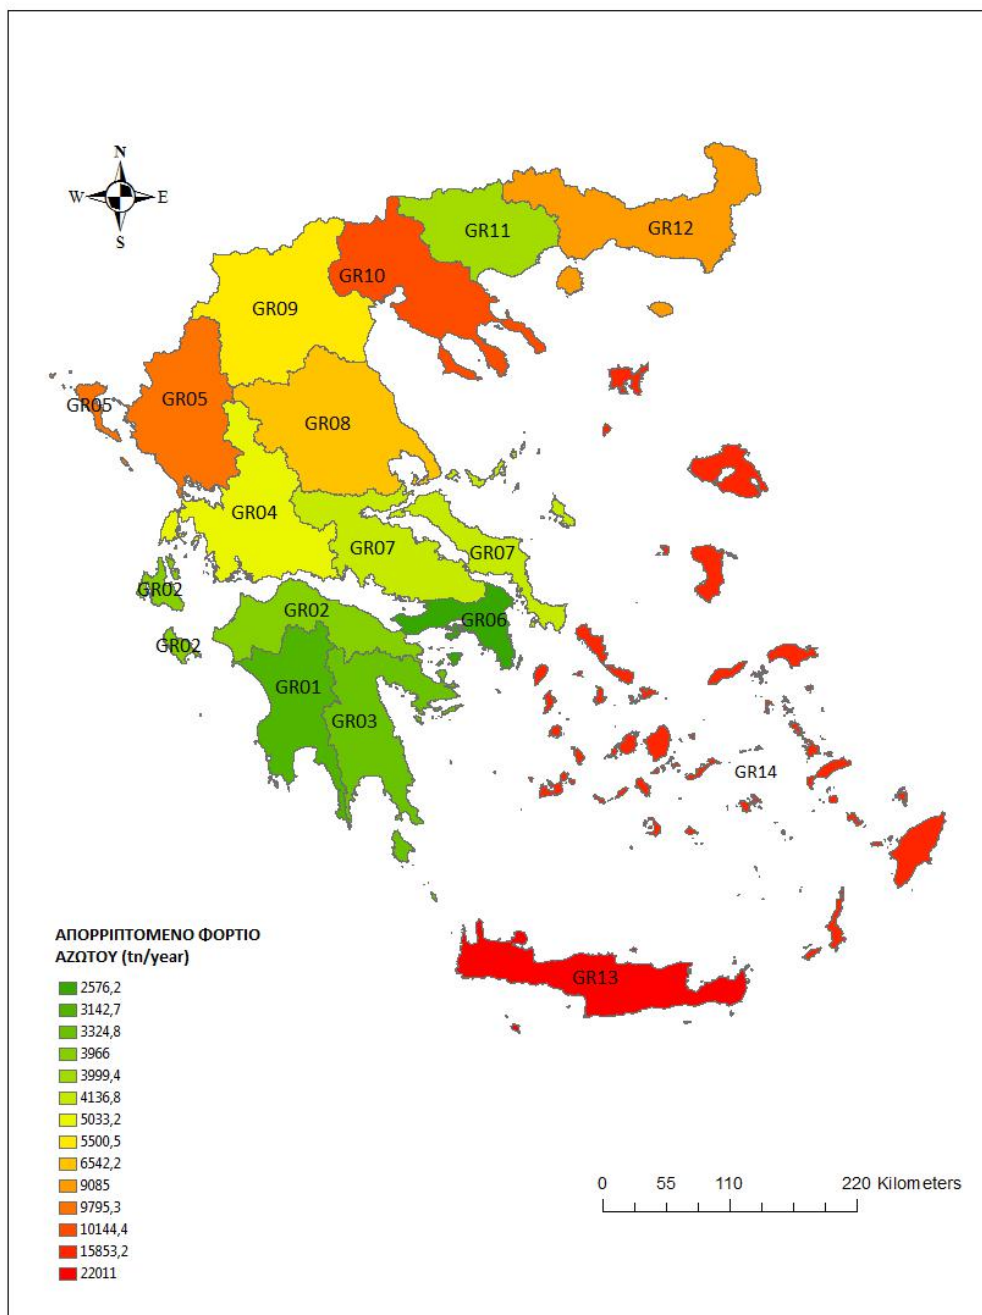 N
W E
S
GR11
GR12
GR10
GR09
GR05
GR05
GR08
GR04
GR07
GR07
GR02
GR02
GR06
GR02
GR01
GR03
GR14
GR13
ΑΠΟΡΡΙΠΤΟΜΕΝΟ ΦΟΡΤΙΟ
ΑΖΩΤΟΥ (tn/year)
2576,2
3142,7
3324,8
3966
3999,4
4136,8
5033,2
5500,5
6542,2
9085
9795,3
10144,4
15853,2
22011
0 55 110 220 Kilometers